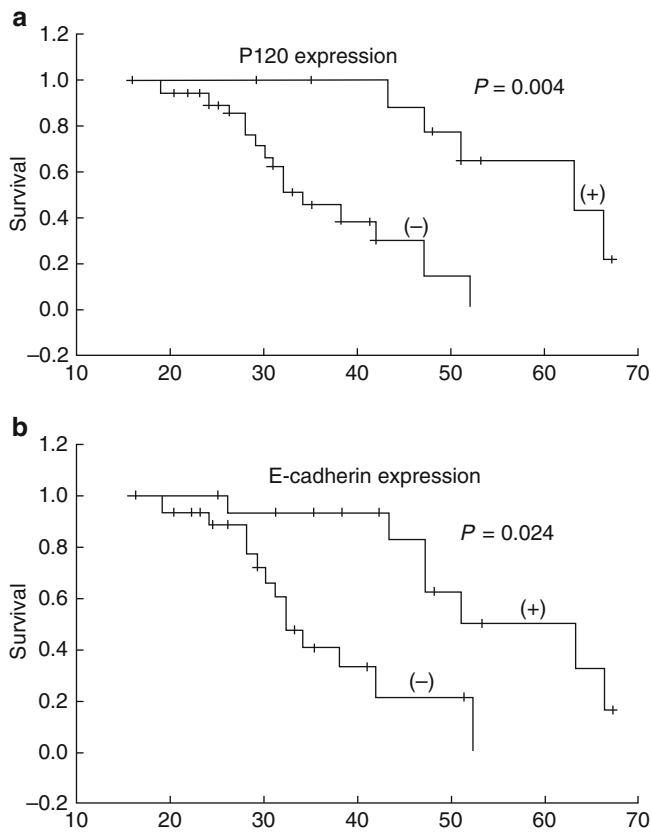 a
P120 expression
P = 0.004
1.2
1.0
0.8
0.6
0.4
0.2
0.0
–0.2
Survival
(+)
(–)
10 20 30 40 50 60 70
b
E-cadherin expression
P = 0.024
1.2
1.0
0.8
0.6
0.4
0.2
0.0
–0.2
Survival
(+)
(–)
10 20 30 40 50 60 70